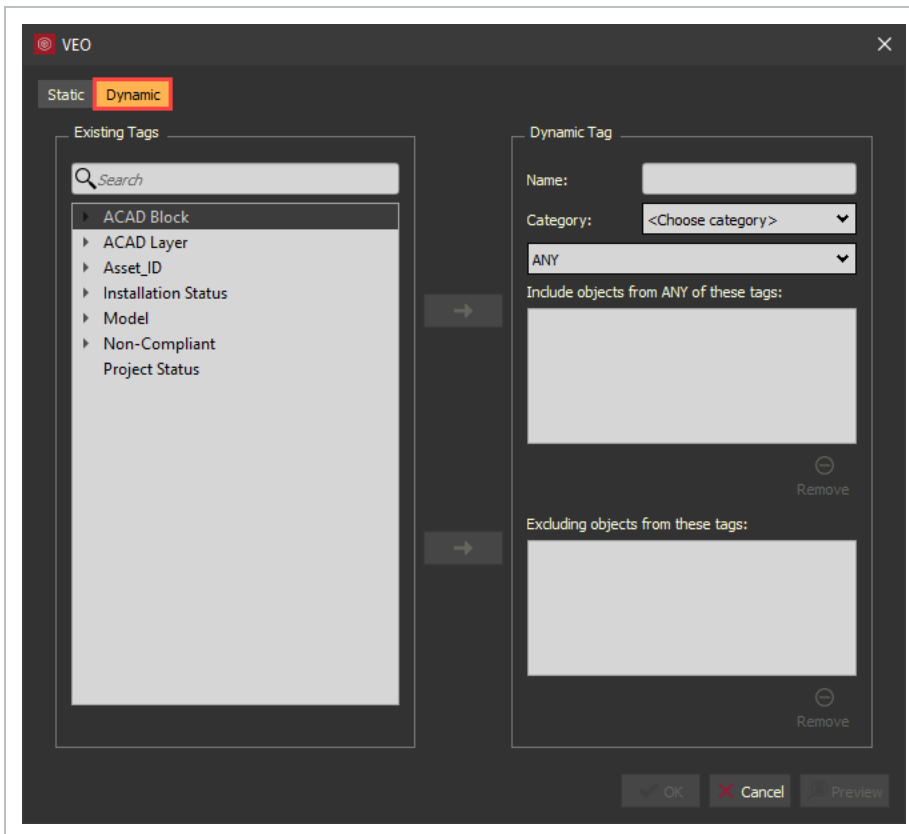 VEO
Static Dynamic
Existing Tags
Search
ACAD Block
ACAD Layer
Asset_ID
Installation Status
Model
Non-Compliant
Project Status
Dynamic Tag
Name:
Category: <Choose category>
ANY
Include objects from ANY of these tags:
Remove
Excluding objects from these tags:
Remove
OK Cancel Preview